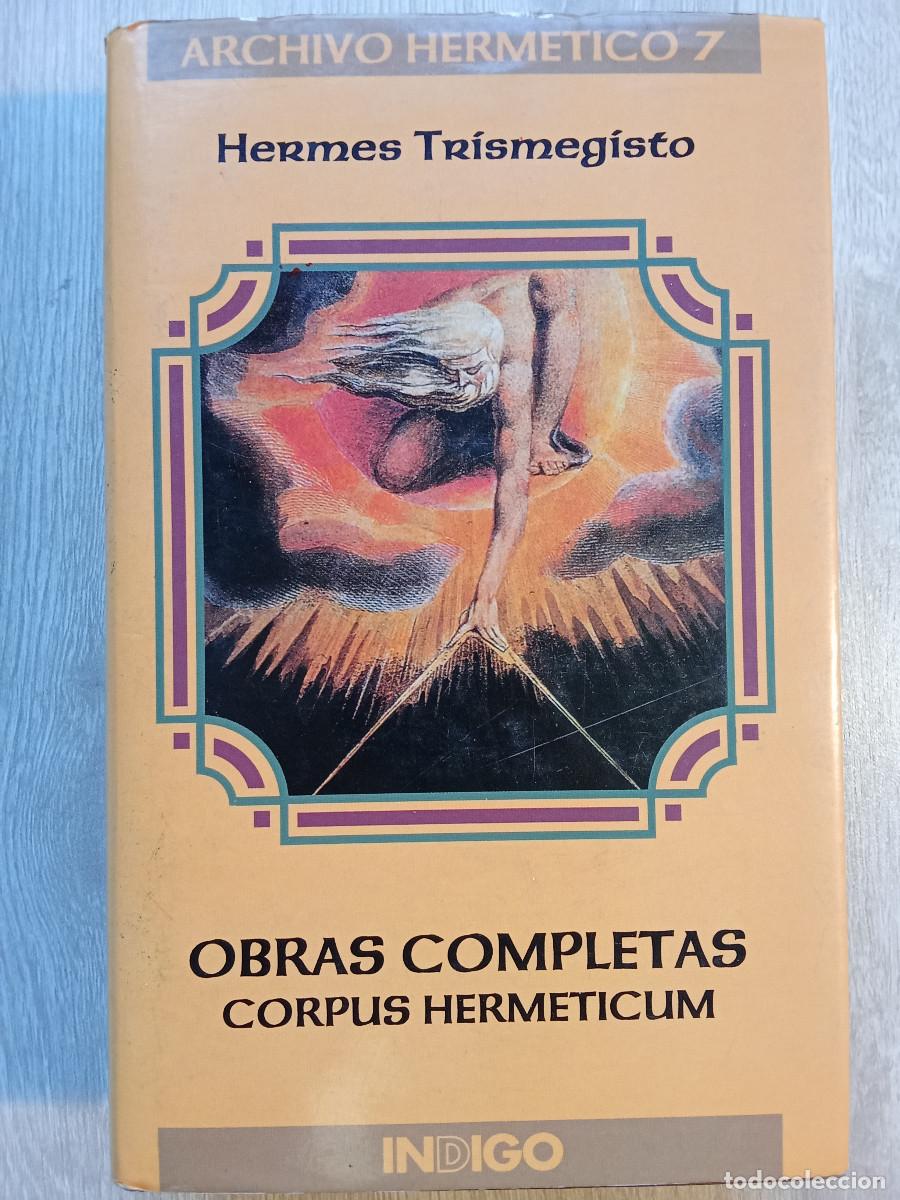 ARCHIVO HERMETICO 7
Hermes Trismegisto
OBRAS COMPLETAS
CORPUS HERMETICUM
INDIGO
todocoleccion